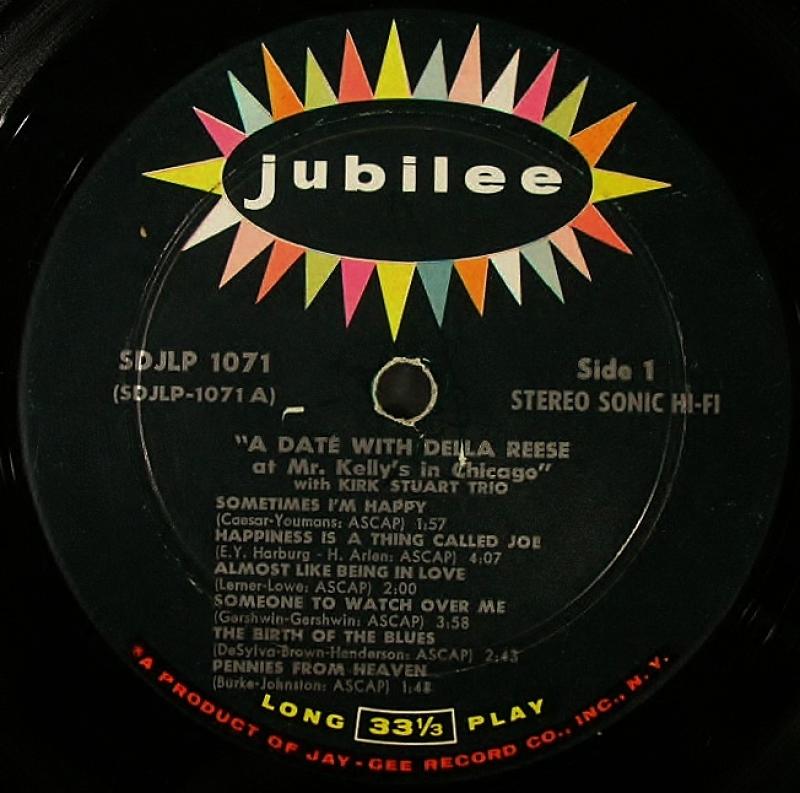 jubilee
SDJLP 1071
(SDJLP-1071 A)
Side 1
STEREO SONIC HI-FI
"A DATE WITH DELLA REESE
at Mr. Kelly's in Chicago"
with KIRK STUART TRIO
SOMETIMES I'M HAPPY
(Caesar-Youmans: ASCAP) 1:57
HAPPINESS IS A THING CALLED JOE
(E.Y. Harburg - H. Arlen: ASCAP) 4:07
ALMOST LIKE BEING IN LOVE
(Lerner-Lowe: ASCAP) 2:00
SOMEONE TO WATCH OVER ME
(Gershwin-Gershwin: ASCAP) 3:58
THE BIRTH OF THE BLUES
(DeSylva-Brown-Henderson: ASCAP) 2:43
PENNIES FROM HEAVEN
(Burke-Johnston: ASCAP) 1:48
LONG 33⅓ PLAY
*A PRODUCT OF JAY-GEE RECORD CO., INC., N. Y.